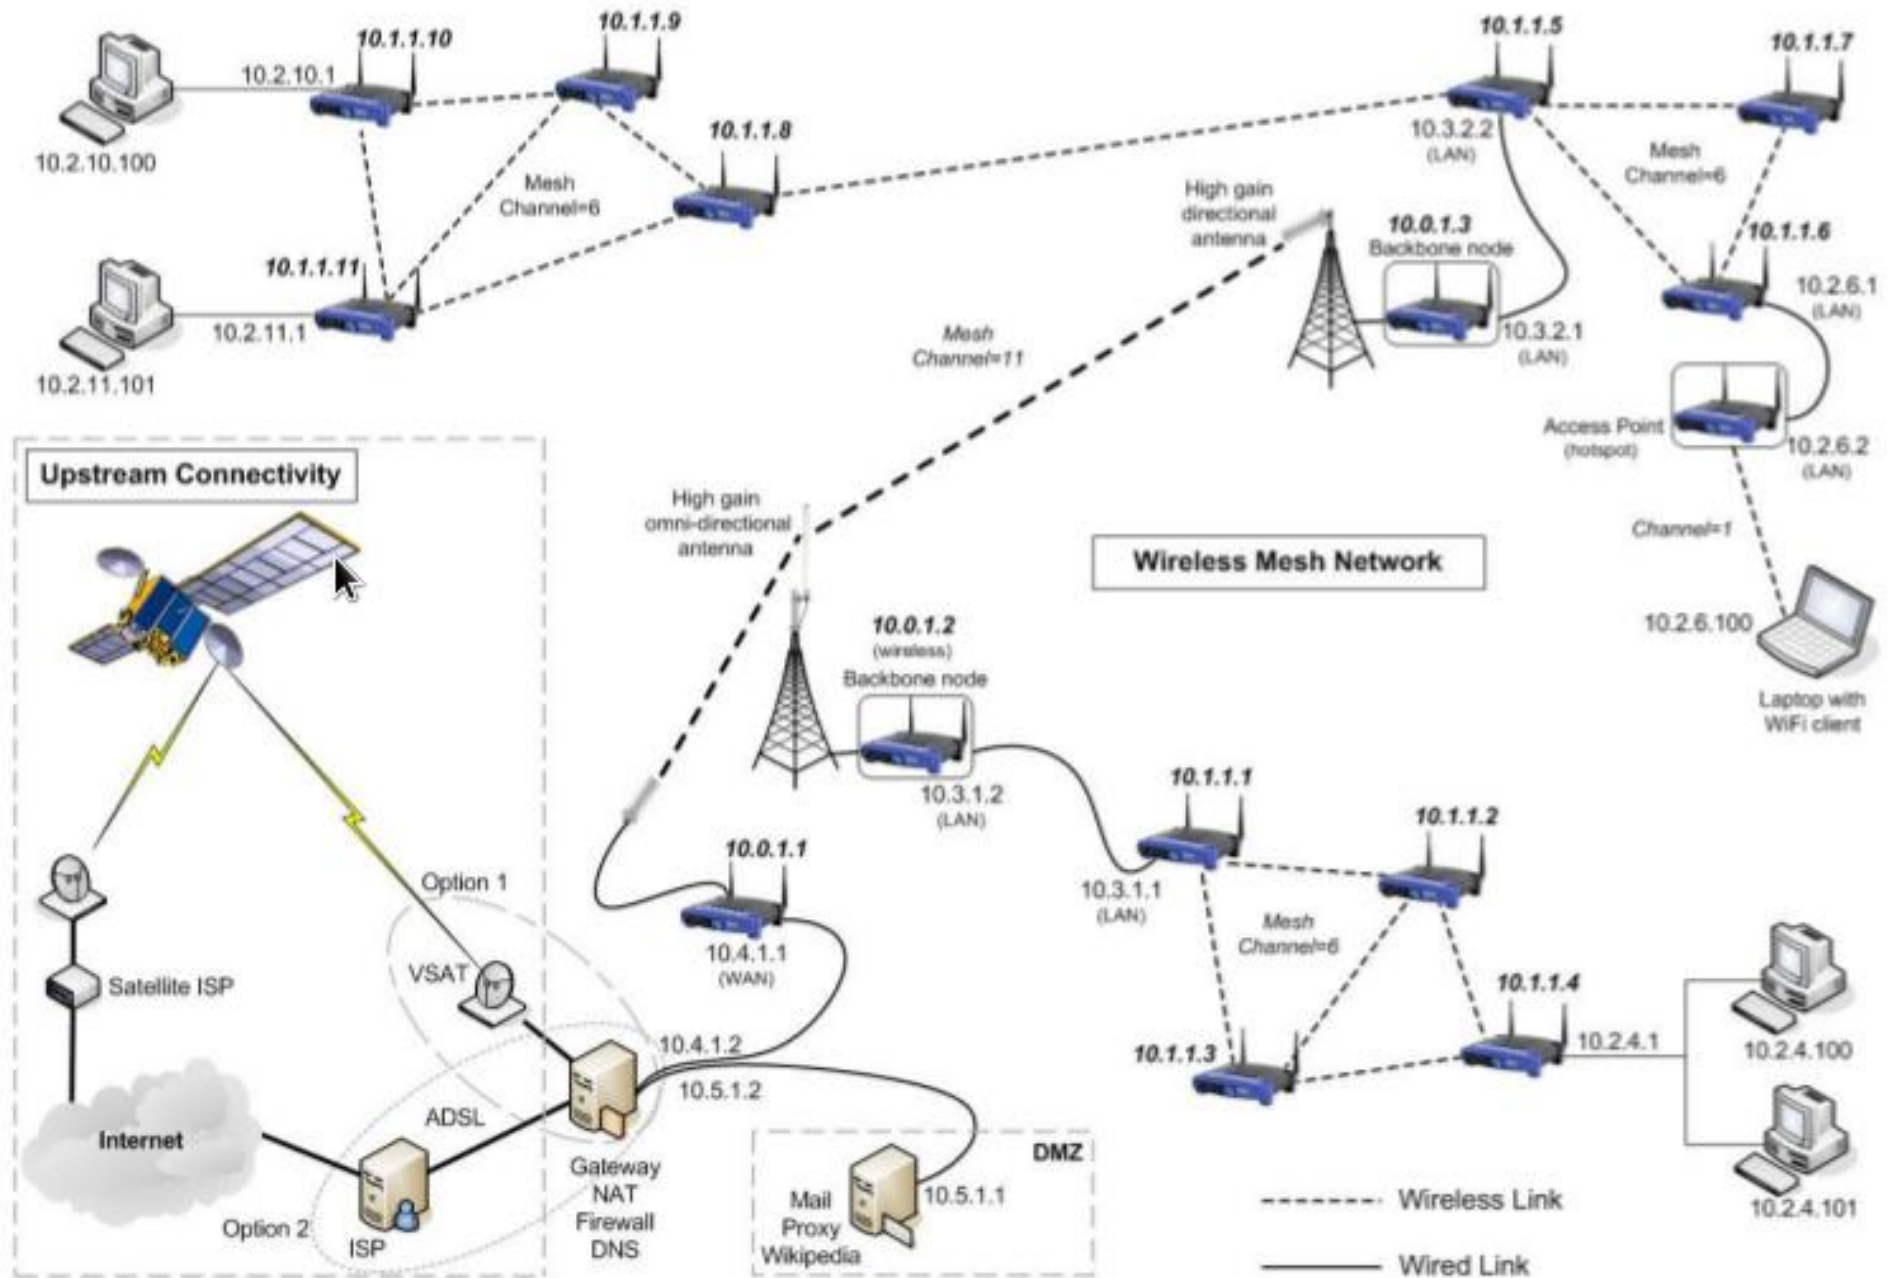 10.1.1.10
10.1.1.9
10.2.10.1
10.2.10.100
10.1.1.8
Mesh
Channel=6
10.1.1.11
10.2.11.1
10.2.11.101
10.1.1.5
10.1.1.7
10.3.2.2
(LAN)
Mesh
Channel=6
High gain
directional
antenna
10.0.1.3
Backbone node
10.3.2.1
(LAN)
10.1.1.6
10.2.6.1
(LAN)
Mesh
Channel=11
Access Point
(hotspot)
10.2.6.2
(LAN)
Channel=1
10.2.6.100
Laptop with
WiFi client
Upstream Connectivity
High gain
omni-directional
antenna
Wireless Mesh Network
10.0.1.2
(wireless)
Backbone node
10.3.1.2
(LAN)
10.1.1.1
10.1.1.2
10.3.1.1
(LAN)
Mesh
Channel=6
10.1.1.3
10.1.1.4
10.2.4.1
10.2.4.100
10.2.4.101
10.0.1.1
10.4.1.1
(WAN)
Option 1
VSAT
Satellite ISP
10.4.1.2
10.5.1.2
ADSL
Internet
Gateway
NAT
Firewall
DNS
Option 2
ISP
DMZ
Mail
Proxy
Wikipedia
10.5.1.1
Wireless Link
Wired Link